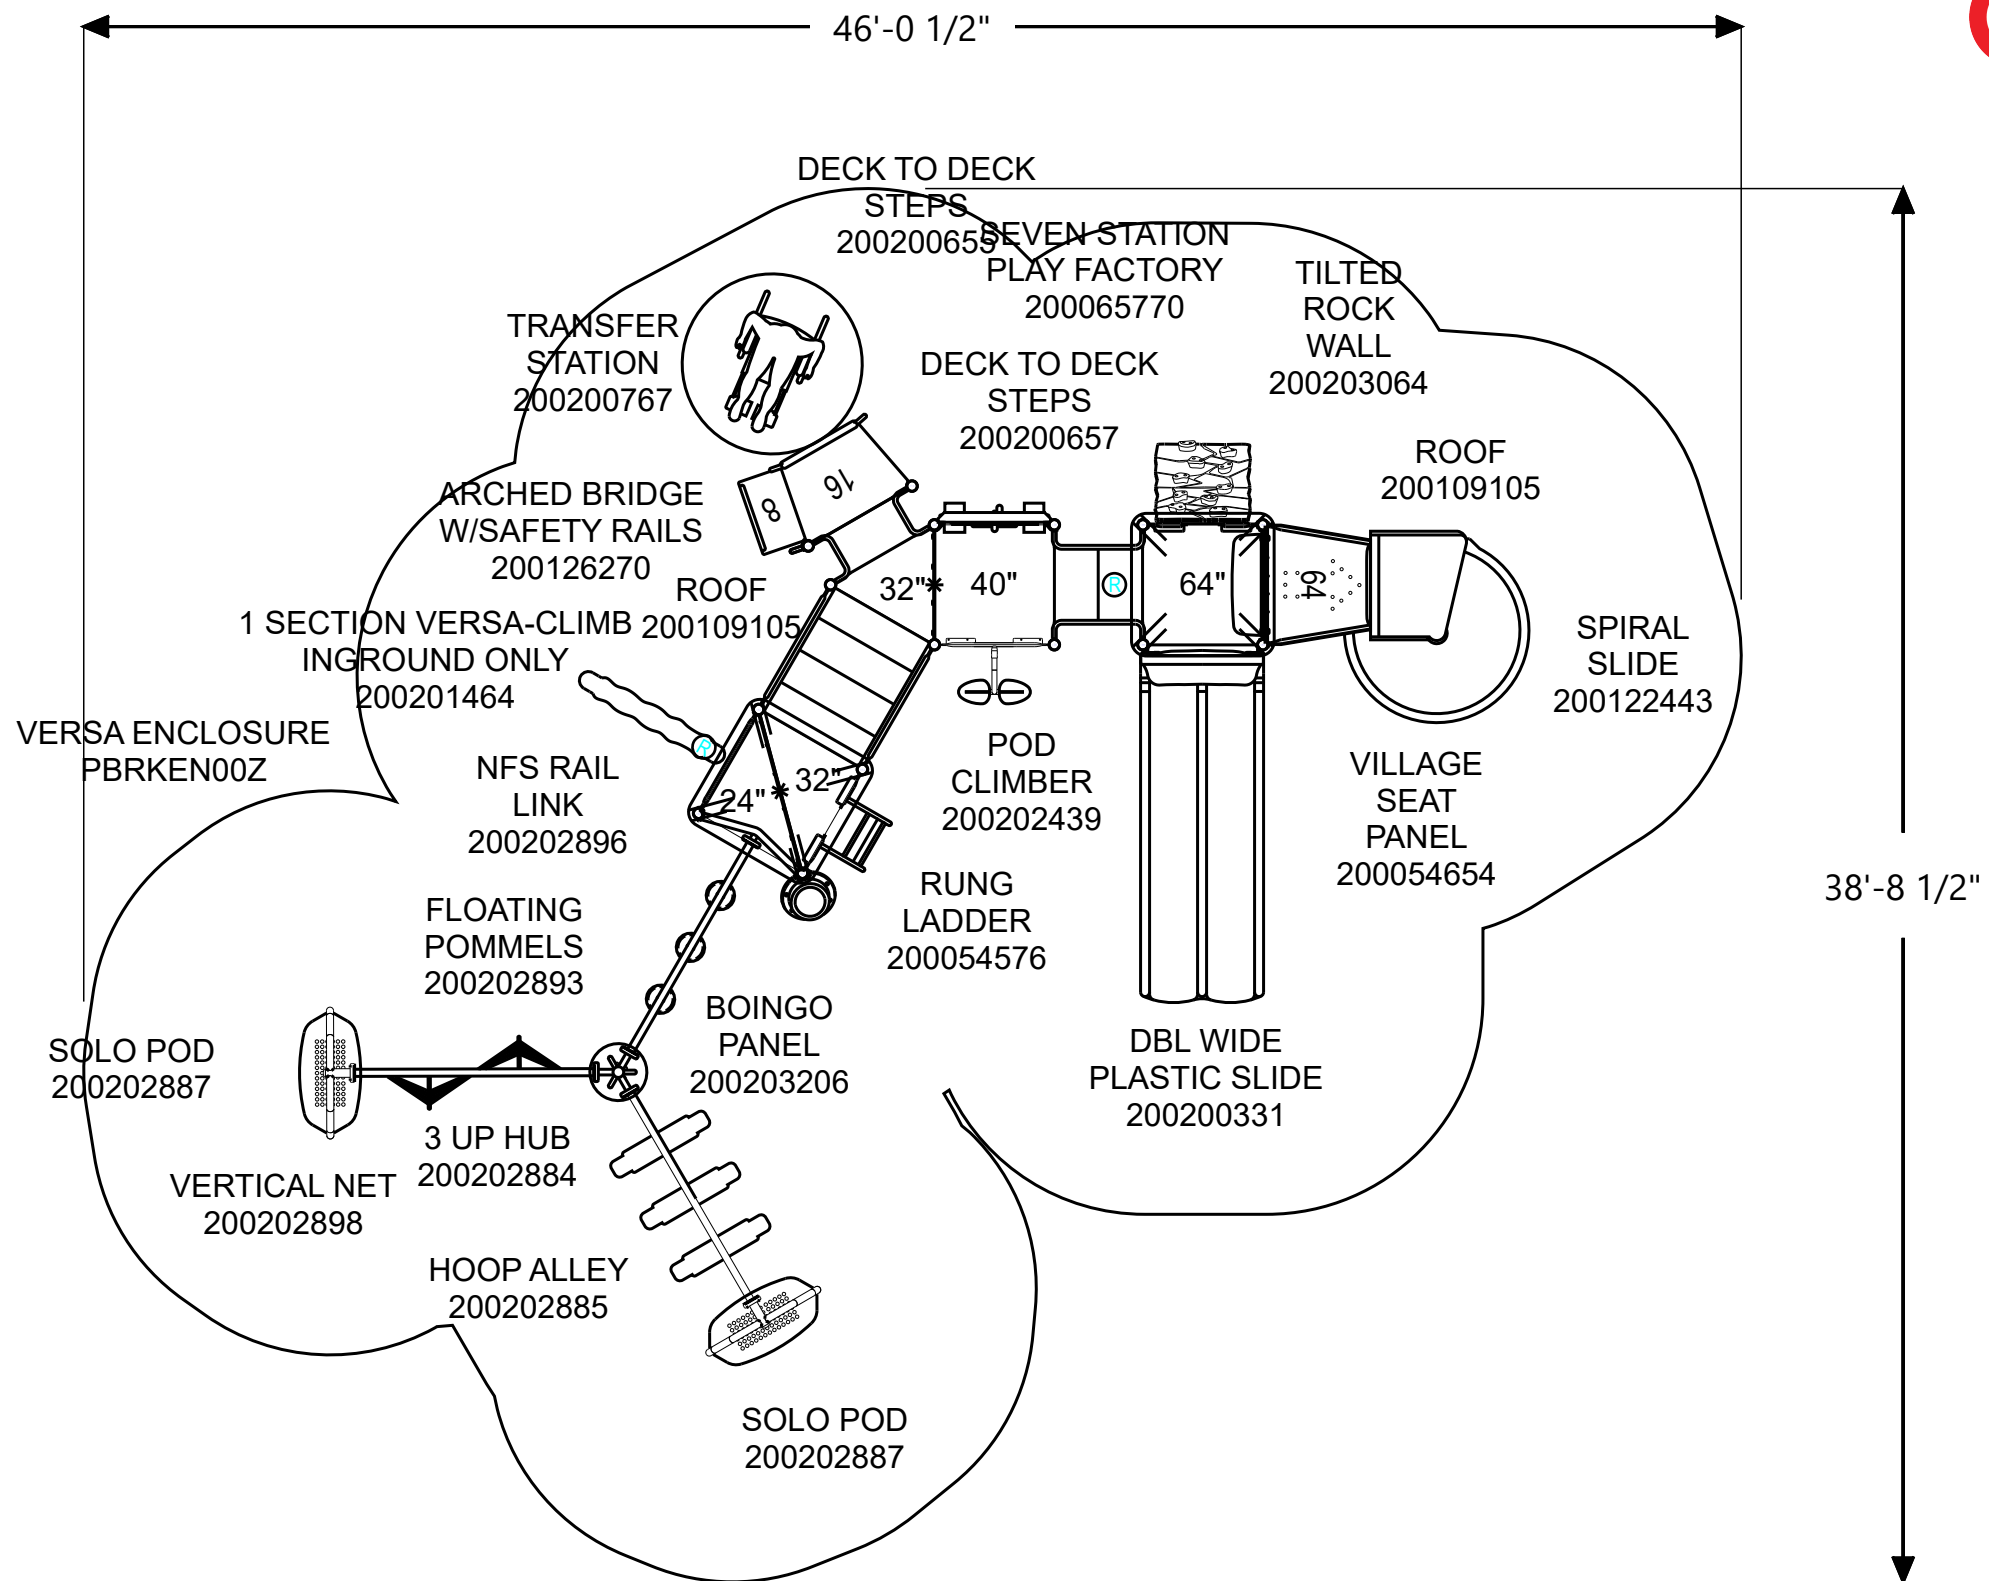 46'-0 1/2"
DECK TO DECK
STEPS
200200655
SEVEN STATION
PLAY FACTORY
200065770
TILTED
ROCK
WALL
200203064
TRANSFER
STATION
200200767
DECK TO DECK
STEPS
200200657
ROOF
200109105
ARCHED BRIDGE
W/SAFETY RAILS
200126270
8
16
ROOF
200109105
32"
40"
R
64"
64
1 SECTION VERSA-CLIMB
INGROUND ONLY
200201464
SPIRAL
SLIDE
200122443
VERSA ENCLOSURE
PBRKEN00Z
R
NFS RAIL
LINK
200202896
24"
32"
POD
CLIMBER
200202439
VILLAGE
SEAT
PANEL
200054654
38'-8 1/2"
RUNG
LADDER
200054576
FLOATING
POMMELS
200202893
BOINGO
PANEL
200203206
SOLO POD
200202887
DBL WIDE
PLASTIC SLIDE
200200331
3 UP HUB
200202884
VERTICAL NET
200202898
HOOP ALLEY
200202885
SOLO POD
200202887